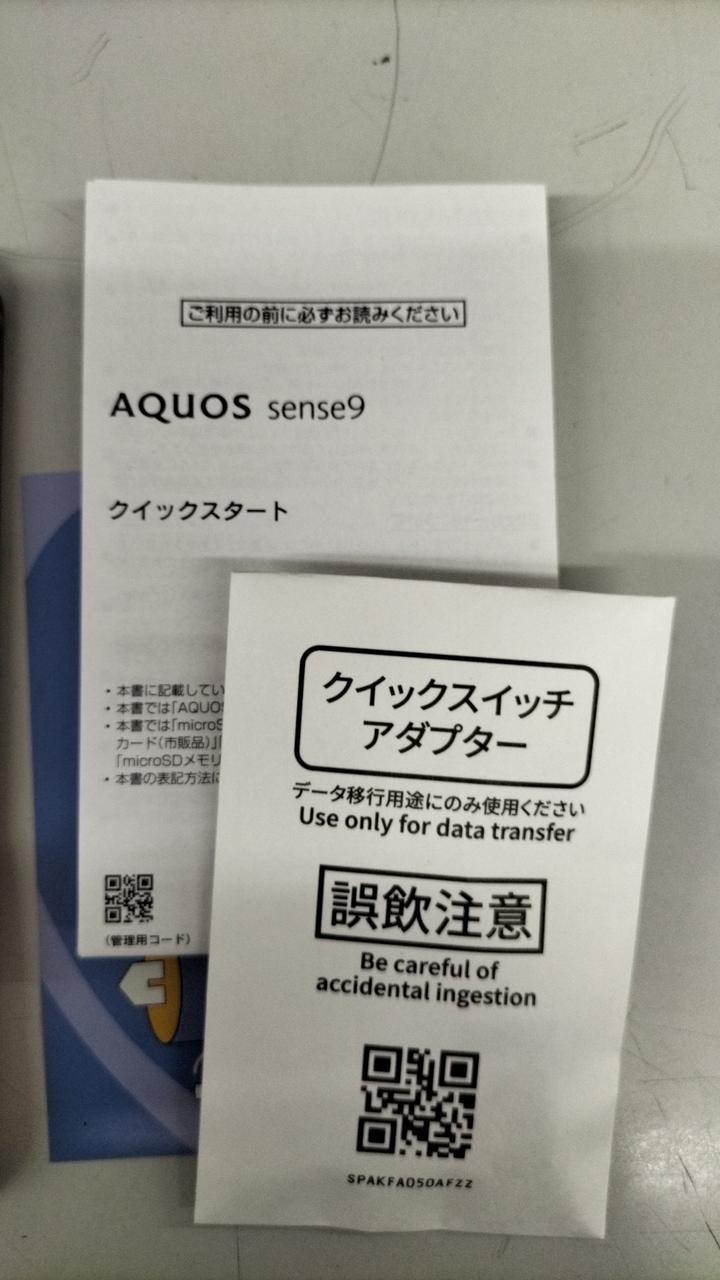 ご利用の前に必ずお読みください
AQUOS sense9
クイックスタート
・本書に記載してい
・本書では「AQUOS
・本書では「microS
カード(市販品)」
「microSDメモリ
・本書の表記方法に
(管理用コード)
クイックスイッチ
アダプター
データ移行用途にのみ使用ください
Use only for data transfer
誤飲注意
Be careful of
accidental ingestion
SPAKFA050AFZZ